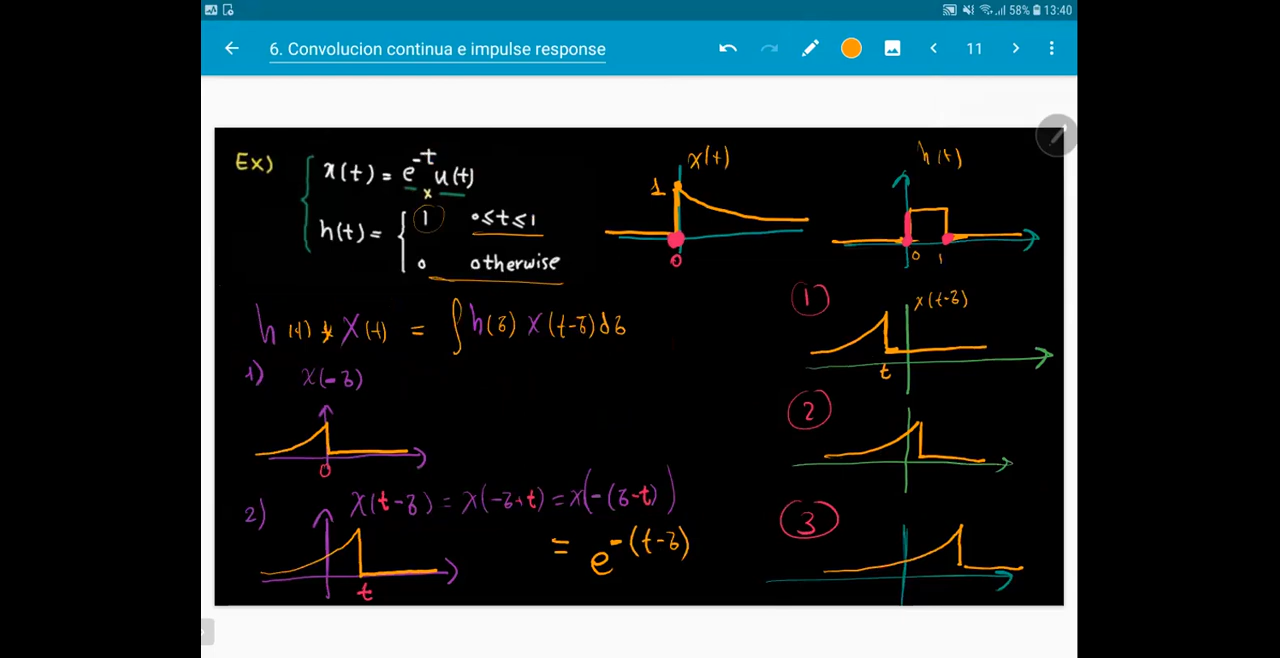 58% 13:40
6. Convolucion continua e impulse response
11
Ex)
x(t) = e^-t u(t)
x
h(t) = { 1 0≤t≤1
0 otherwise
x(t)
1
0
h(t)
0 1
h(t) * x(t) = ∫ h(τ) x(t-τ)dτ
1) x(-τ)
0
2) x(t-τ) = x(-τ+t) = x(-(τ-t))
= e^-(t-τ)
t
1 x(t-τ)
t
2
3